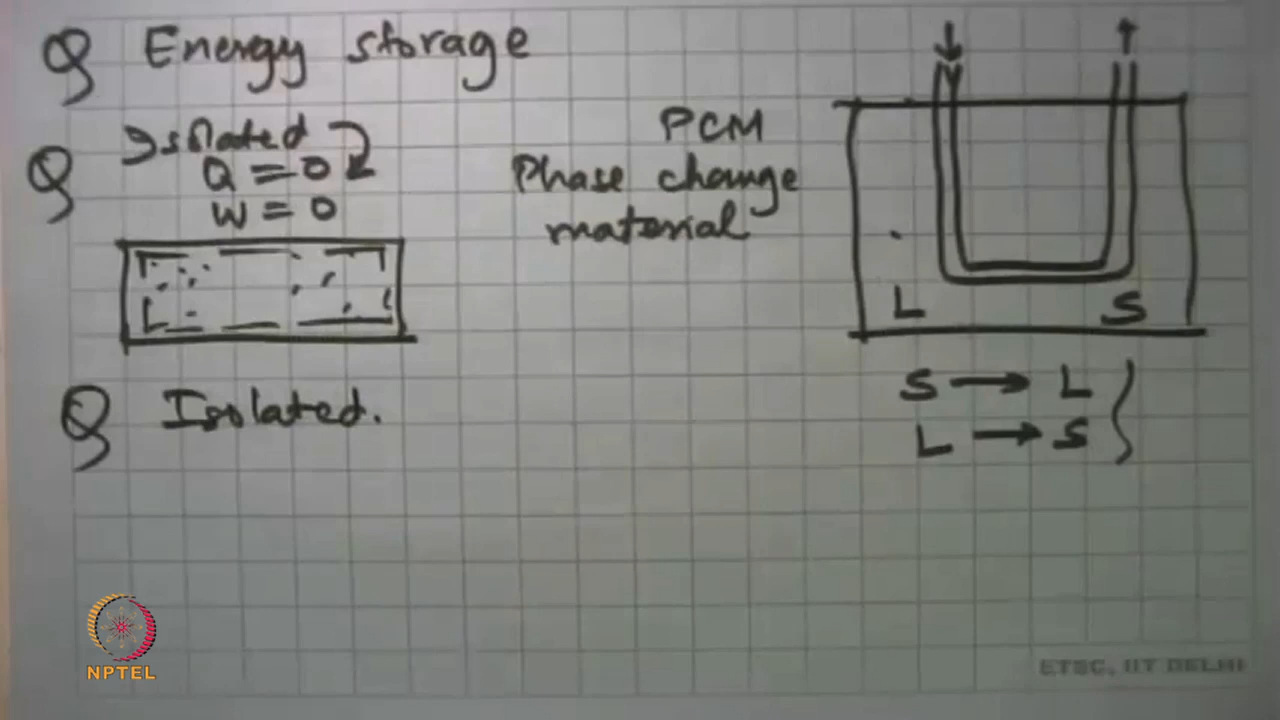 Q Energy storage
Q Isolated
Q = 0
W = 0
PCM
Phase change
material
L S
S → L
L → S
Q Isolated.
NPTEL
ETSC, IIT DELHI